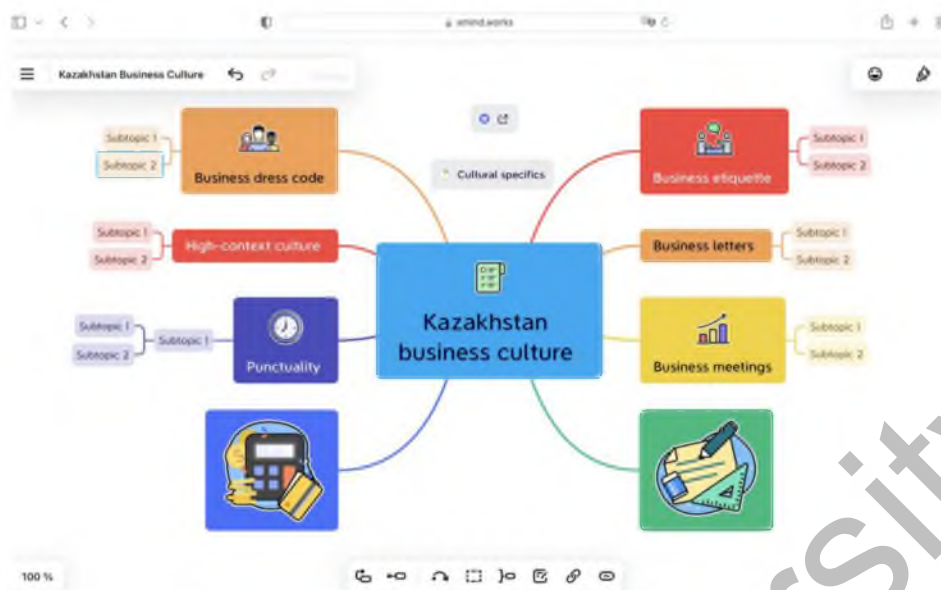 xmind.works
Kazakhstan Business Culture
Subtopic 1
Subtopic 2
Business dress code
Cultural specifics
Business etiquette
Subtopic 1
Subtopic 2
Subtopic 1
Subtopic 2
High-context culture
Business letters
Subtopic 1
Subtopic 2
Kazakhstan
business culture
Subtopic 1
Subtopic 2
Subtopic 1
Punctuality
Business meetings
Subtopic 1
Subtopic 2
100 %
rsity